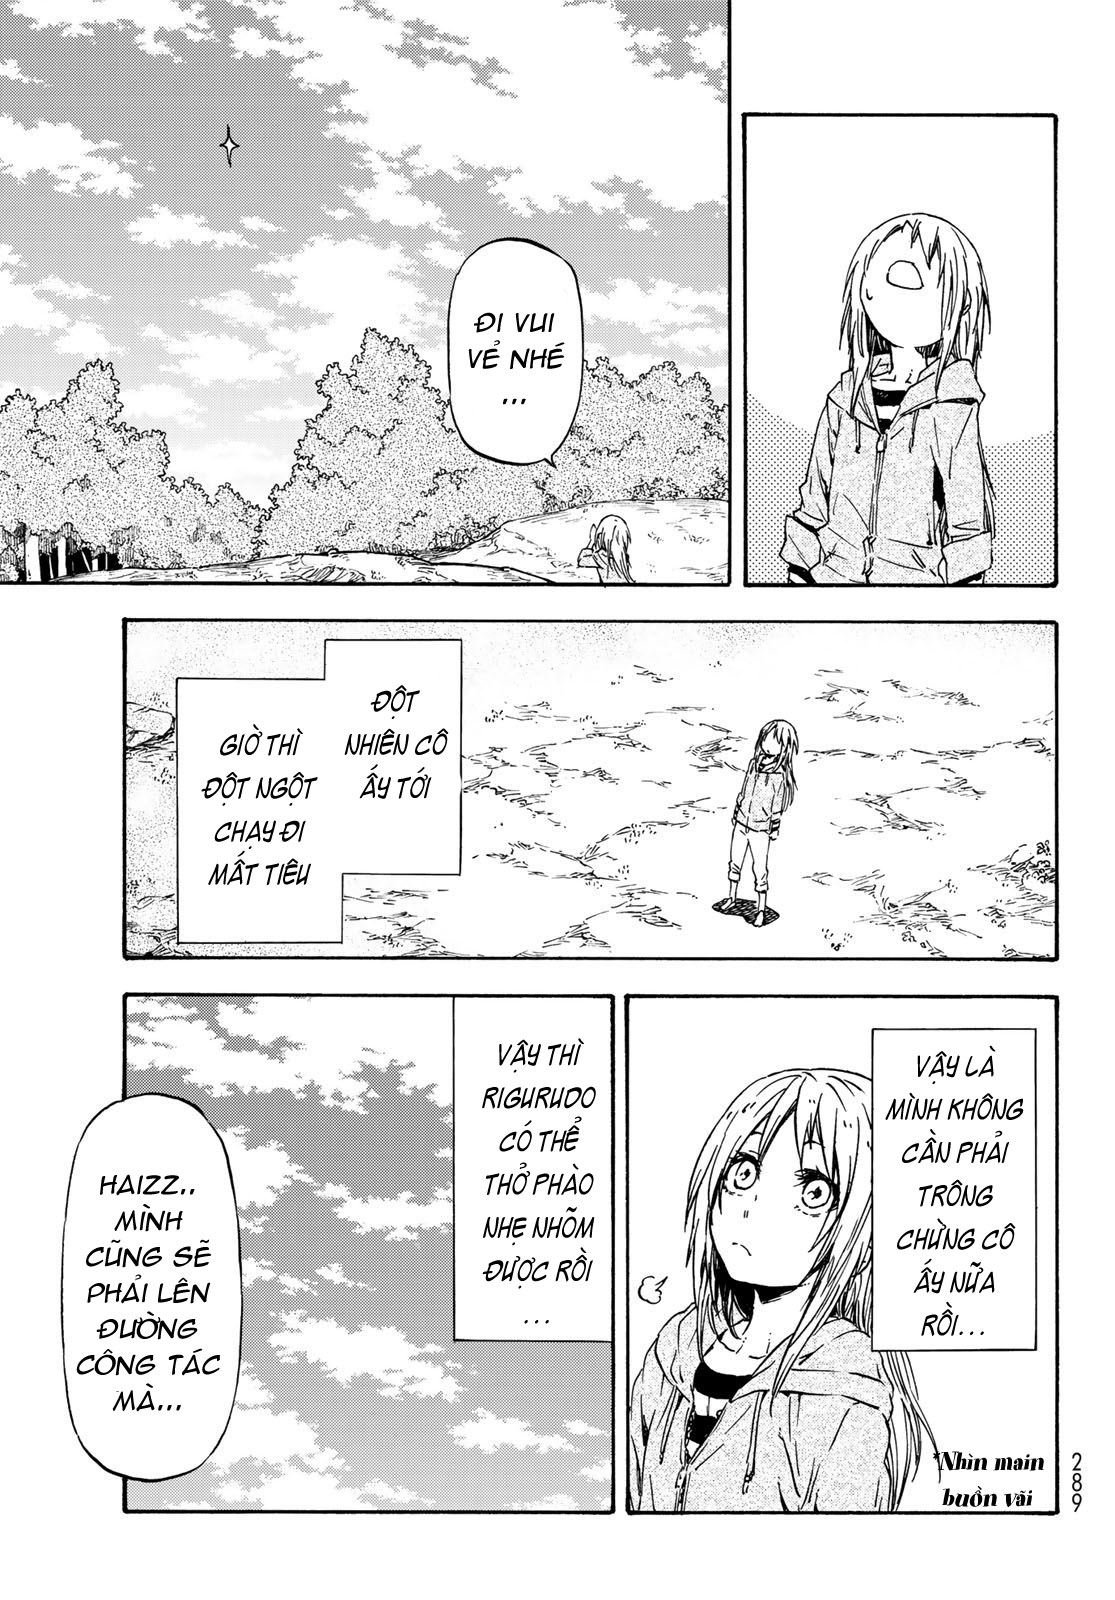 ĐI VUI
VẺ NHÉ
...
ĐỘT
NHIÊN CÔ
ẤY TỚI
GIỜ THÌ
ĐỘT NGỘT
CHẠY ĐI
MẤT TIÊU
VẬY LÀ
MÌNH KHÔNG
CẦN PHẢI
TRÔNG
CHỪNG CÔ
ẤY NỮA
RỒI...
*Nhìn main
buồn vãi
VẬY THÌ
RIGURUDO
CÓ THỂ
THỞ PHÀO
NHẸ NHÕM
ĐƯỢC RỒI
...
HAIZZ..
MÌNH
CŨNG SẼ
PHẢI LÊN
ĐƯỜNG
CÔNG TÁC
MÀ...
289